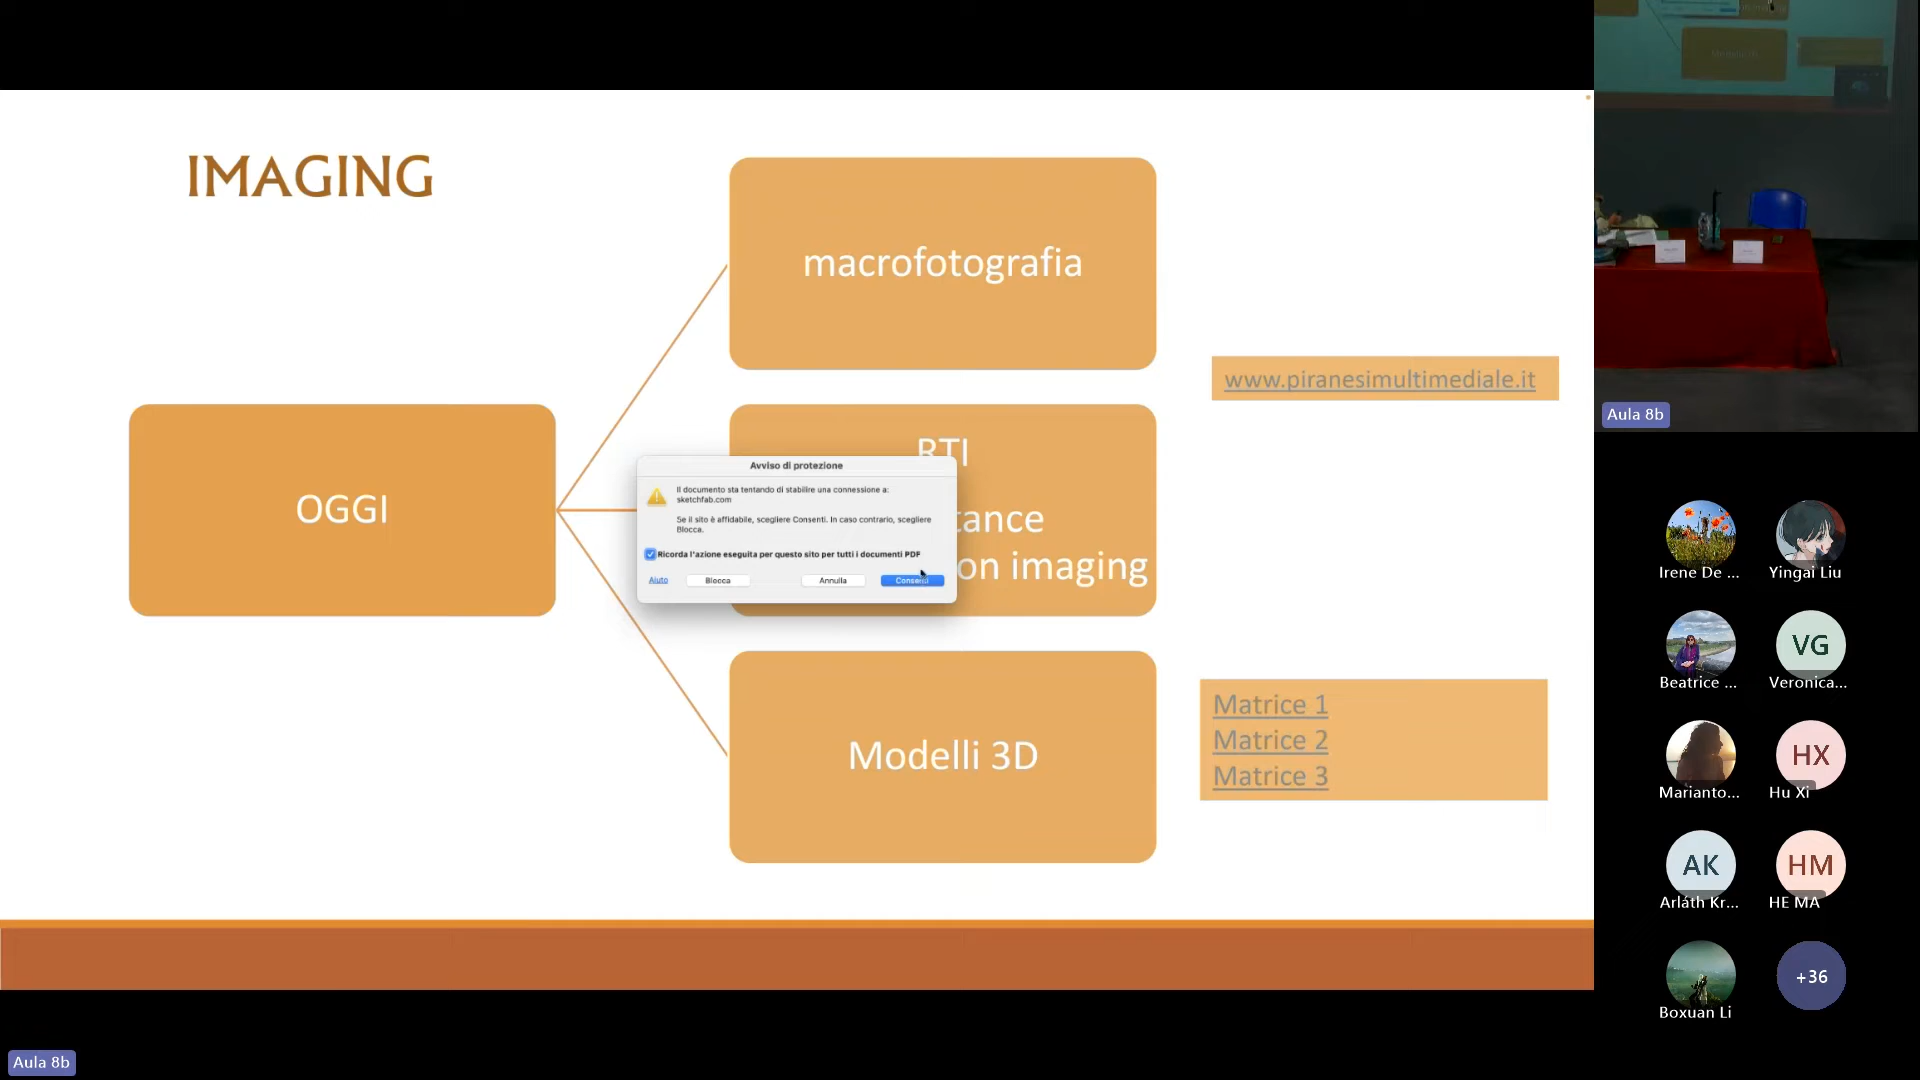 IMAGING
OGGI
macrofotografia
RTI
tance
on imaging
Modelli 3D
www.piranesimultimediale.it
Matrice 1
Matrice 2
Matrice 3
Avviso di protezione
Il documento sta tentando di stabilire una connessione a:
sketchfab.com
Se il sito è affidabile, scegliere Consenti. In caso contrario, scegliere
Blocca.
Ricorda l'azione eseguita per questo sito per tutti i documenti PDF
Aiuto
Blocca
Annulla
Consenti
Aula 8b
Irene De ...
Yingai Liu
Beatrice ...
VG
Veronica...
Marianto...
HX
Hu Xi
AK
Arláth Kr...
HM
HE MA
Boxuan Li
+36
Aula 8b